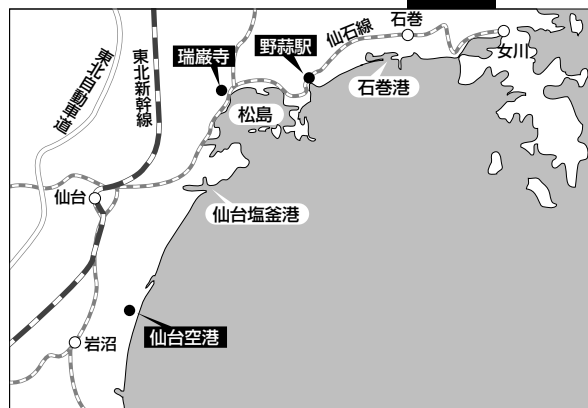 石巻
仙石線
女川
野蒜駅
瑞巌寺
石巻港
松島
東北新幹線
東北自動車道
仙台
仙台塩釜港
仙台空港
岩沼